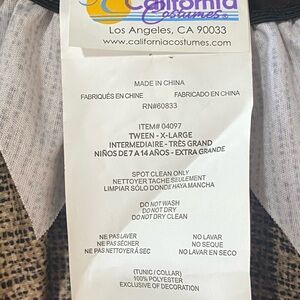 California
Costumes®
Los Angeles, CA 90033
www.californiacostumes.com
MADE IN CHINA
FABRIQUÉS EN CHINE FABRICADO EN CHINA
RN#60833
ITEM# 04097
TWEEN - X-LARGE
INTERMEDIAIRE - TRÈS GRAND
NIÑOS DE 7 A 14 AÑOS - EXTRA GRANDE
SPOT CLEAN ONLY
NETTOYER TACHE SEULEMENT
LIMPIAR SÓLO DONDE HAYA MANCHA
DO NOT WASH
DO NOT DRY
DO NOT DRY CLEAN
NE PAS LAVER NO LAVAR
NE PAS SÉCHER NO SEQUE
NE PAS NETTOYER À SEC NO LAVAR EN SECO
(TUNIC / COLLAR)
100% POLYESTER
EXCLUSIVE OF DECORATION